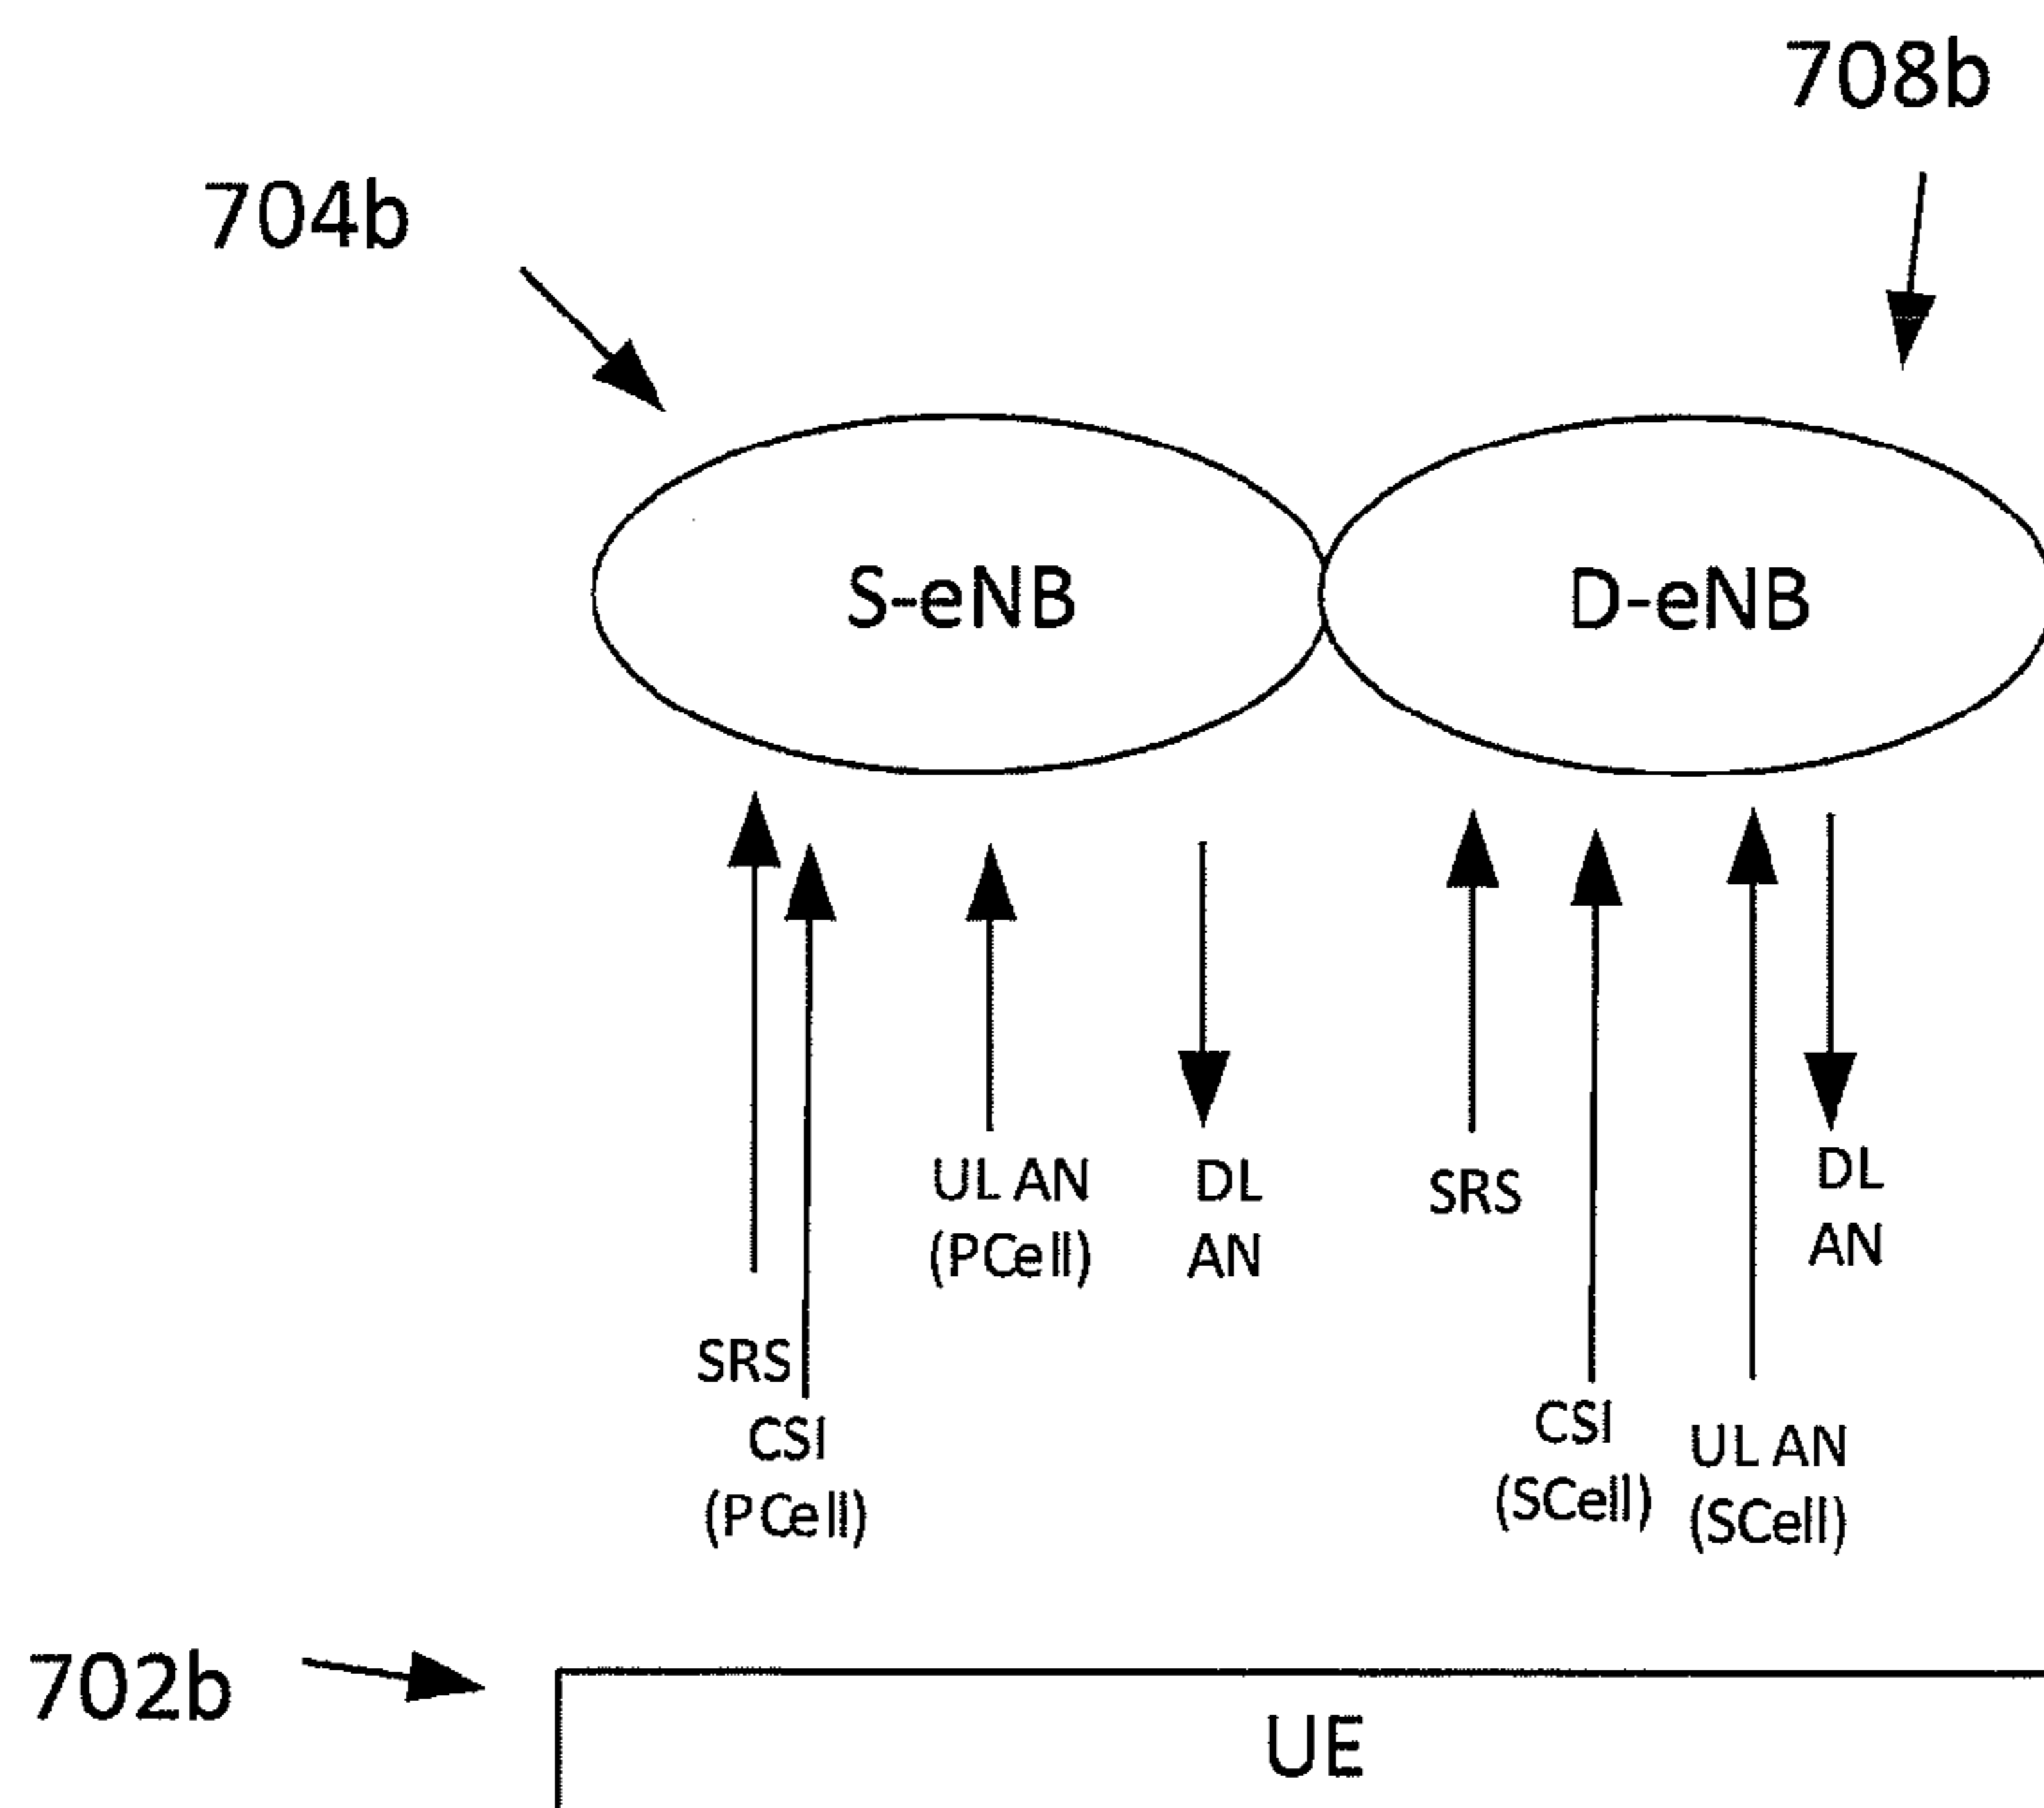 708b
704b
S-eNB
D-eNB
UL AN
(PCell)
DL
AN
SRS
DL
AN
SRS
CSI
(PCell)
CSI
(SCell)
UL AN
(SCell)
702b
UE